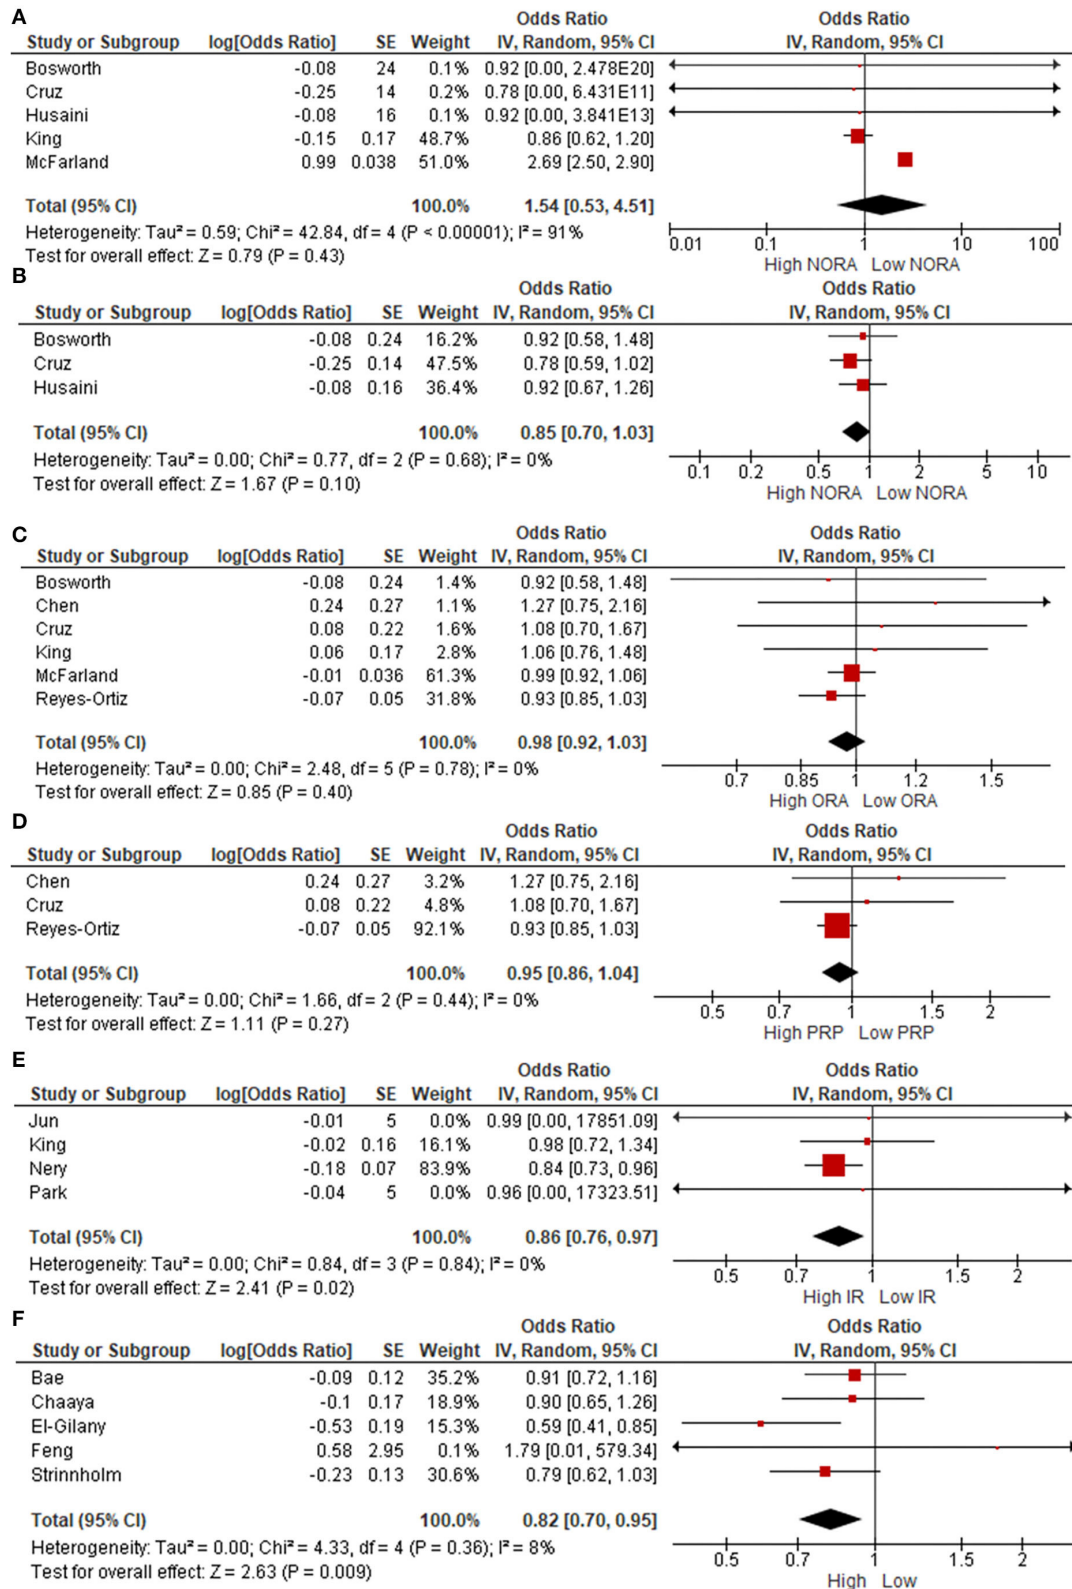 A
Odds Ratio Odds Ratio
Study or Subgroup log[Odds Ratio] SE Weight IV, Random, 95% CI IV, Random, 95% CI
Bosworth -0.08 24 0.1% 0.92 [0.00, 2.478E20]
Cruz -0.25 14 0.2% 0.78 [0.00, 6.431E11]
Husaini -0.08 16 0.1% 0.92 [0.00, 3.841E13]
King -0.15 0.17 48.7% 0.86 [0.62, 1.20]
McFarland 0.99 0.038 51.0% 2.69 [2.50, 2.90]
Total (95% CI) 100.0% 1.54 [0.53, 4.51]
Heterogeneity: Tau² = 0.59; Chi² = 42.84, df = 4 (P < 0.00001); I² = 91%
Test for overall effect: Z = 0.79 (P = 0.43)
0.01 0.1 1 10 100
High NORA Low NORA
B
Odds Ratio Odds Ratio
Study or Subgroup log[Odds Ratio] SE Weight IV, Random, 95% CI IV, Random, 95% CI
Bosworth -0.08 0.24 16.2% 0.92 [0.58, 1.48]
Cruz -0.25 0.14 47.5% 0.78 [0.59, 1.02]
Husaini -0.08 0.16 36.4% 0.92 [0.67, 1.26]
Total (95% CI) 100.0% 0.85 [0.70, 1.03]
Heterogeneity: Tau² = 0.00; Chi² = 0.77, df = 2 (P = 0.68); I² = 0%
Test for overall effect: Z = 1.67 (P = 0.10)
0.1 0.2 0.5 1 2 5 10
High NORA Low NORA
C
Odds Ratio Odds Ratio
Study or Subgroup log[Odds Ratio] SE Weight IV, Random, 95% CI IV, Random, 95% CI
Bosworth -0.08 0.24 1.4% 0.92 [0.58, 1.48]
Chen 0.24 0.27 1.1% 1.27 [0.75, 2.16]
Cruz 0.08 0.22 1.6% 1.08 [0.70, 1.67]
King 0.06 0.17 2.8% 1.06 [0.76, 1.48]
McFarland -0.01 0.036 61.3% 0.99 [0.92, 1.06]
Reyes-Ortiz -0.07 0.05 31.8% 0.93 [0.85, 1.03]
Total (95% CI) 100.0% 0.98 [0.92, 1.03]
Heterogeneity: Tau² = 0.00; Chi² = 2.48, df = 5 (P = 0.78); I² = 0%
Test for overall effect: Z = 0.85 (P = 0.40)
0.7 0.85 1 1.2 1.5
High ORA Low ORA
D
Odds Ratio Odds Ratio
Study or Subgroup log[Odds Ratio] SE Weight IV, Random, 95% CI IV, Random, 95% CI
Chen 0.24 0.27 3.2% 1.27 [0.75, 2.16]
Cruz 0.08 0.22 4.8% 1.08 [0.70, 1.67]
Reyes-Ortiz -0.07 0.05 92.1% 0.93 [0.85, 1.03]
Total (95% CI) 100.0% 0.95 [0.86, 1.04]
Heterogeneity: Tau² = 0.00; Chi² = 1.66, df = 2 (P = 0.44); I² = 0%
Test for overall effect: Z = 1.11 (P = 0.27)
0.5 0.7 1 1.5 2
High PRP Low PRP
E
Odds Ratio Odds Ratio
Study or Subgroup log[Odds Ratio] SE Weight IV, Random, 95% CI IV, Random, 95% CI
Jun -0.01 5 0.0% 0.99 [0.00, 17851.09]
King -0.02 0.16 16.1% 0.98 [0.72, 1.34]
Nery -0.18 0.07 83.9% 0.84 [0.73, 0.96]
Park -0.04 5 0.0% 0.96 [0.00, 17323.51]
Total (95% CI) 100.0% 0.86 [0.76, 0.97]
Heterogeneity: Tau² = 0.00; Chi² = 0.84, df = 3 (P = 0.84); I² = 0%
Test for overall effect: Z = 2.41 (P = 0.02)
0.5 0.7 1 1.5 2
High IR Low IR
F
Odds Ratio Odds Ratio
Study or Subgroup log[Odds Ratio] SE Weight IV, Random, 95% CI IV, Random, 95% CI
Bae -0.09 0.12 35.2% 0.91 [0.72, 1.16]
Chaaya -0.1 0.17 18.9% 0.90 [0.65, 1.26]
El-Gilany -0.53 0.19 15.3% 0.59 [0.41, 0.85]
Feng 0.58 2.95 0.1% 1.79 [0.01, 579.34]
Strinnholm -0.23 0.13 30.6% 0.79 [0.62, 1.03]
Total (95% CI) 100.0% 0.82 [0.70, 0.95]
Heterogeneity: Tau² = 0.00; Chi² = 4.33, df = 4 (P = 0.36); I² = 8%
Test for overall effect: Z = 2.63 (P = 0.009)
0.5 0.7 1 1.5 2
High Low